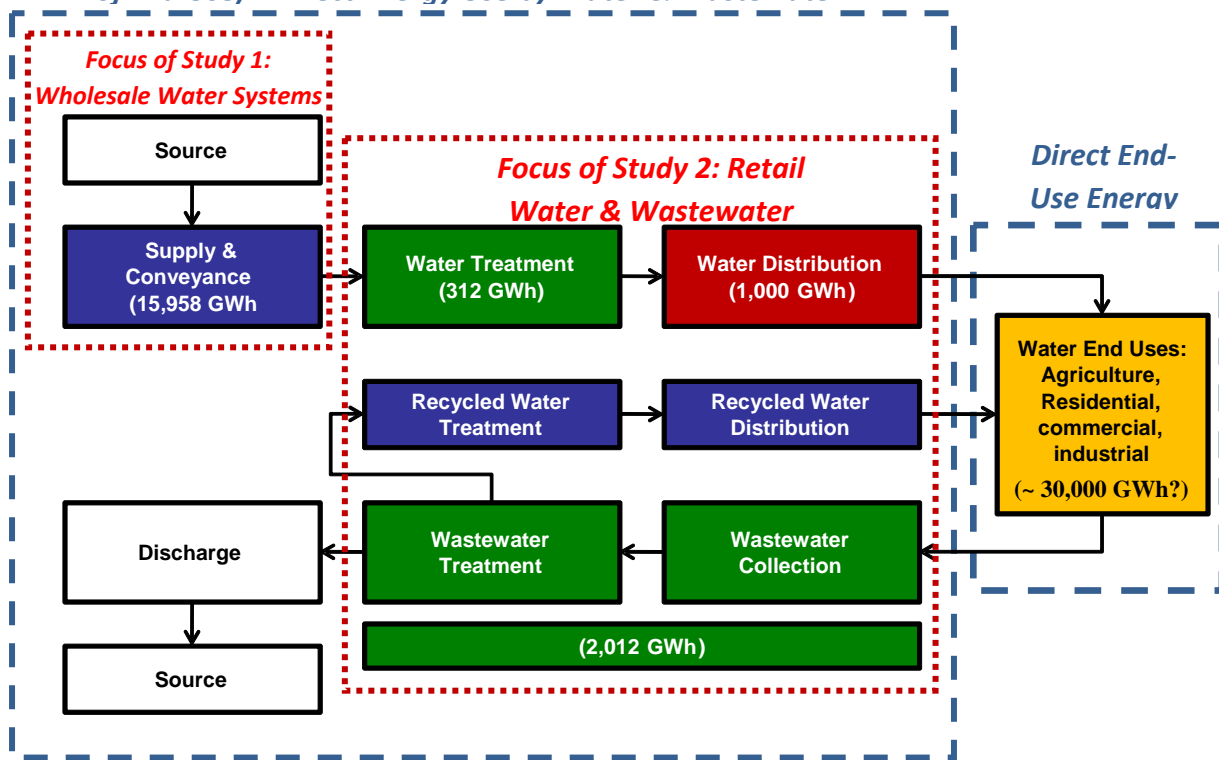 Focus of Study 1:
Wholesale Water Systems
Source
Supply &
Conveyance
(15,958 GWh
Focus of Study 2: Retail
Water & Wastewater
Water Treatment
(312 GWh)
Water Distribution
(1,000 GWh)
Direct End-
Use Energy
Water End Uses:
Agriculture,
Residential,
commercial,
industrial
(~ 30,000 GWh?)
Recycled Water
Treatment
Recycled Water
Distribution
Discharge
Wastewater
Treatment
Wastewater
Collection
(2,012 GWh)
Source